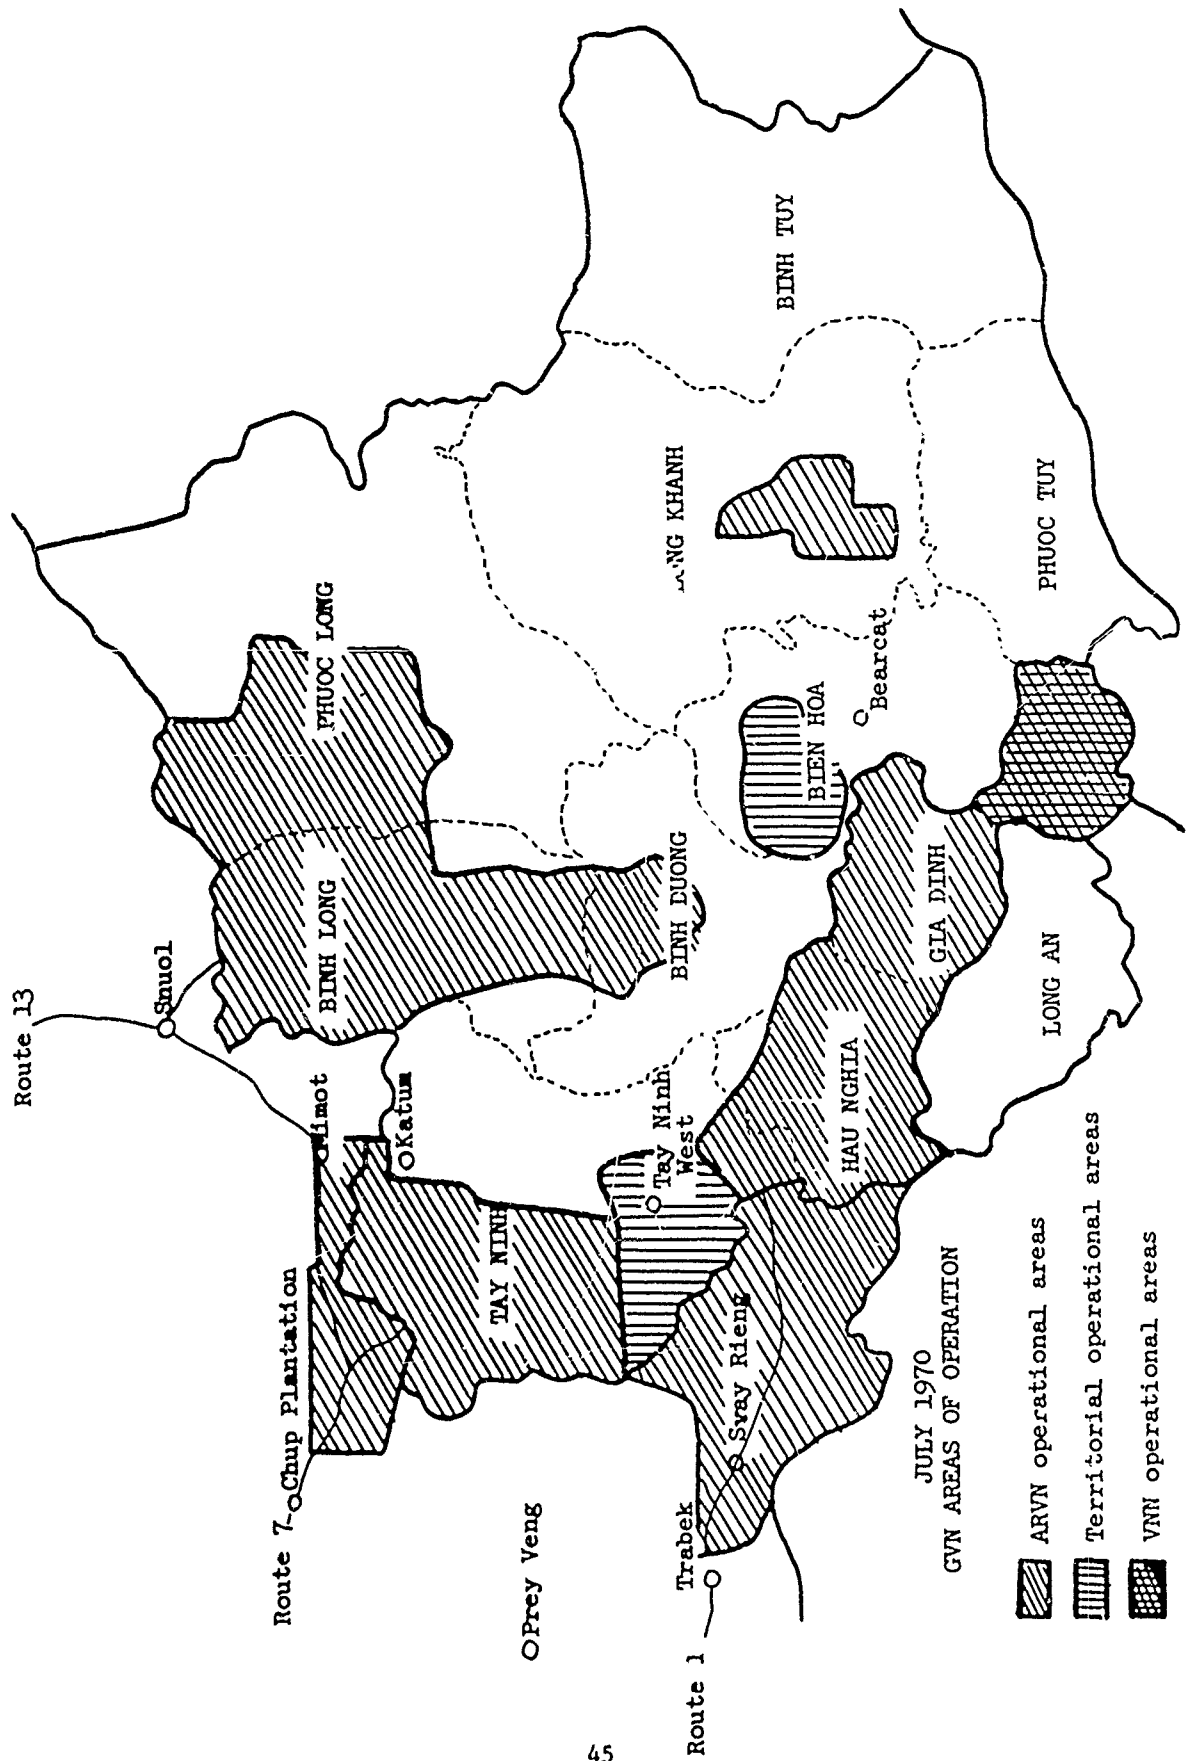 Route 13
Snuol
Route 7
Chup Plantation
Mimot
Katum
BINH LONG
PHUOC LONG
TAY NINH
Prey Veng
Tay Ninh
West
BINH DUONG
LONG KHANH
BINH TUY
Route 1
Trabek
Svay Rieng
BIEN HOA
Bearcat
HAU NGHIA
GIA DINH
LONG AN
PHUOC TUY
JULY 1970
GVN AREAS OF OPERATION
ARVN operational areas
Territorial operational areas
VNN operational areas
45